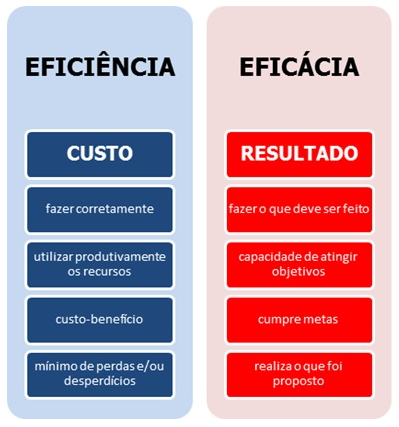 EFICIÊNCIA
CUSTO
fazer corretamente
utilizar produtivamente
os recursos
custo-benefício
mínimo de perdas e/ou
desperdícios
EFICÁCIA
RESULTADO
fazer o que deve ser feito
capacidade de atingir
objetivos
cumpre metas
realiza o que foi
proposto